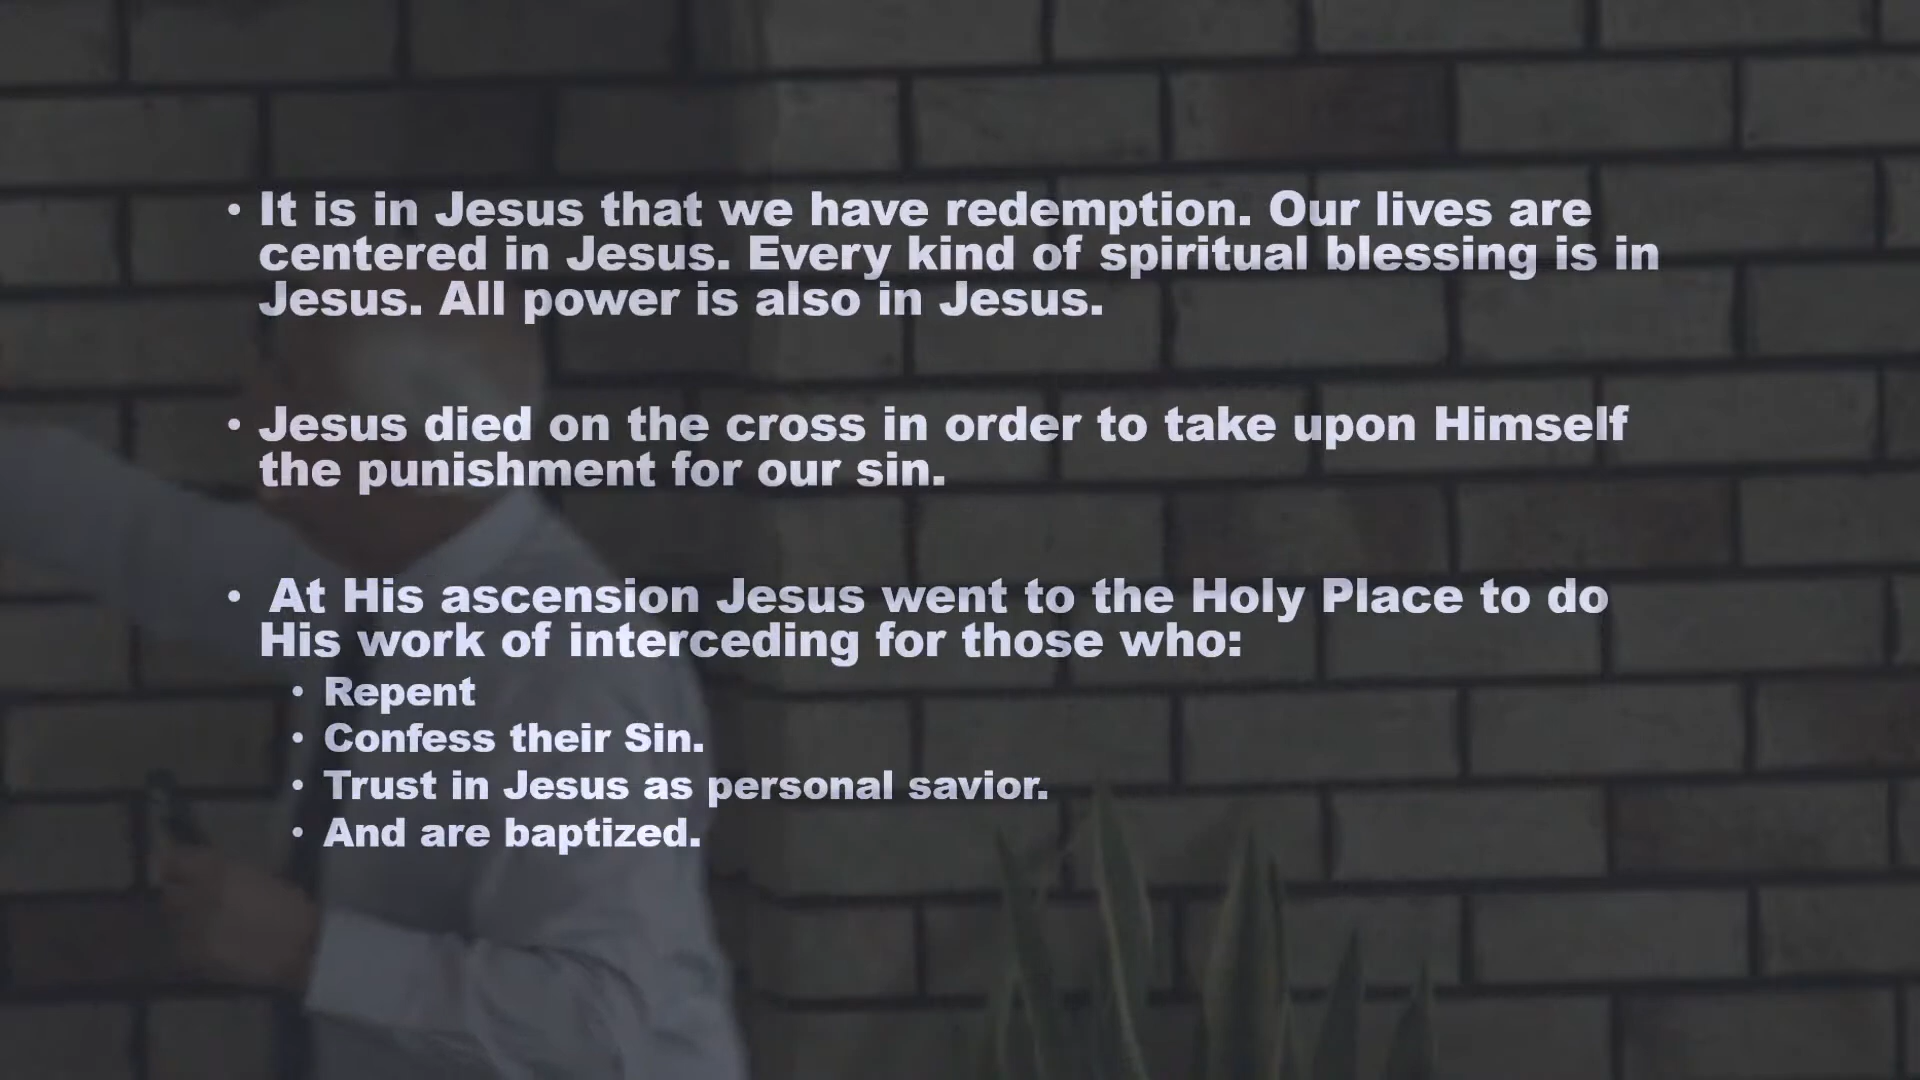 • It is in Jesus that we have redemption. Our lives are
centered in Jesus. Every kind of spiritual blessing is in
Jesus. All power is also in Jesus.
• Jesus died on the cross in order to take upon Himself
the punishment for our sin.
• At His ascension Jesus went to the Holy Place to do
His work of interceding for those who:
• Repent
• Confess their Sin.
• Trust in Jesus as personal savior.
• And are baptized.